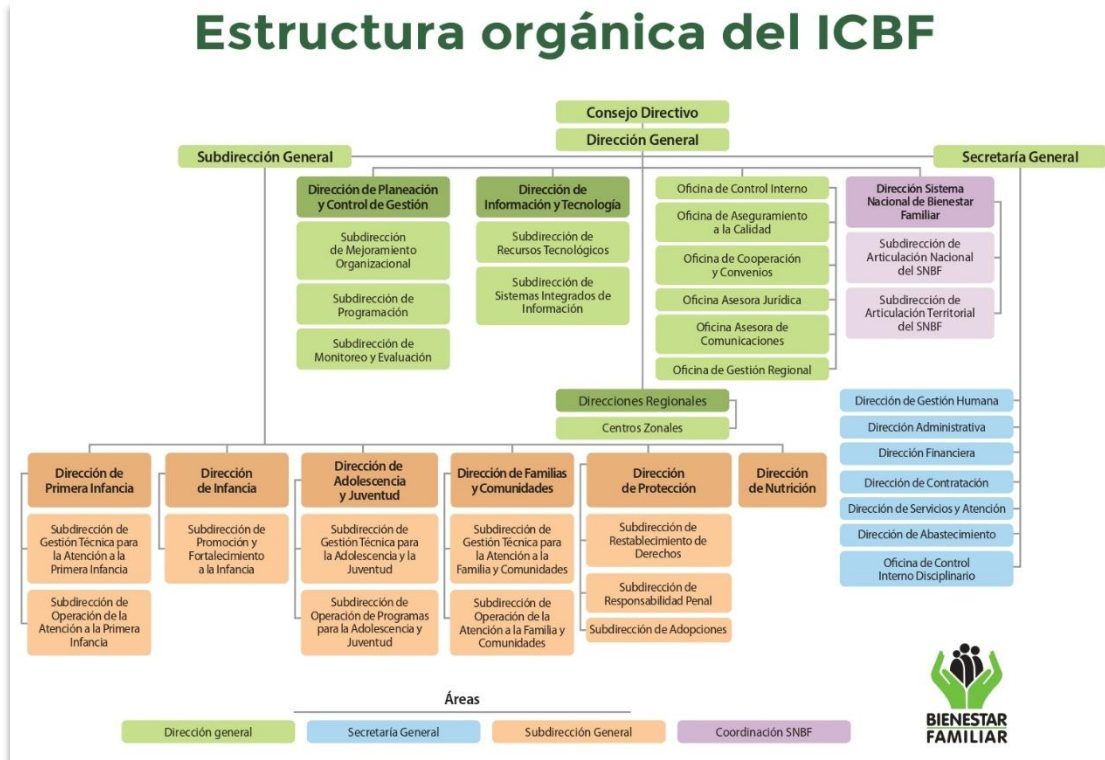 Estructura orgánica del ICBF
Consejo Directivo
Dirección General
Subdirección General
Secretaría General
Dirección de Planeación
y Control de Gestión
Subdirección
de Mejoramiento
Organizacional
Subdirección de
Programación
Subdirección de
Monitoreo y Evaluación
Dirección de
Información y Tecnología
Subdirección de
Recursos Tecnológicos
Subdirección de
Sistemas Integrados de
Información
Oficina de Control Interno
Oficina de Aseguramiento
a la Calidad
Oficina de Cooperación
y Convenios
Oficina Asesora Jurídica
Oficina Asesora de
Comunicaciones
Oficina de Gestión Regional
Dirección Sistema
Nacional de Bienestar
Familiar
Subdirección de
Articulación Nacional
del SNBF
Subdirección de
Articulación Territorial
del SNBF
Direcciones Regionales
Centros Zonales
Dirección de Gestión Humana
Dirección Administrativa
Dirección Financiera
Dirección de Contratación
Dirección de Servicios y Atención
Dirección de Abastecimiento
Oficina de Control
Interno Disciplinario
Dirección de
Primera Infancia
Subdirección de
Gestión Técnica para
la Atención a la
Primera Infancia
Subdirección de
Operación de la
Atención a la Primera
Infancia
Dirección
de Infancia
Subdirección de
Promoción y
Fortalecimiento
a la Infancia
Dirección de
Adolescencia
y Juventud
Subdirección de
Gestión Técnica para
la Adolescencia y la
Juventud
Subdirección de
Operación de Programas
para la Adolescencia y
Juventud
Dirección de Familias
y Comunidades
Subdirección de
Gestión Técnica para
la Atención a la
Familia y Comunidades
Subdirección de
Operación de la
Atención a la Familia y
Comunidades
Dirección
de Protección
Subdirección de
Restablecimiento de
Derechos
Subdirección de
Responsabilidad Penal
Subdirección de Adopciones
Dirección
de Nutrición
Áreas
Dirección general
Secretaría General
Subdirección General
Coordinación SNBF
BIENESTAR
FAMILIAR